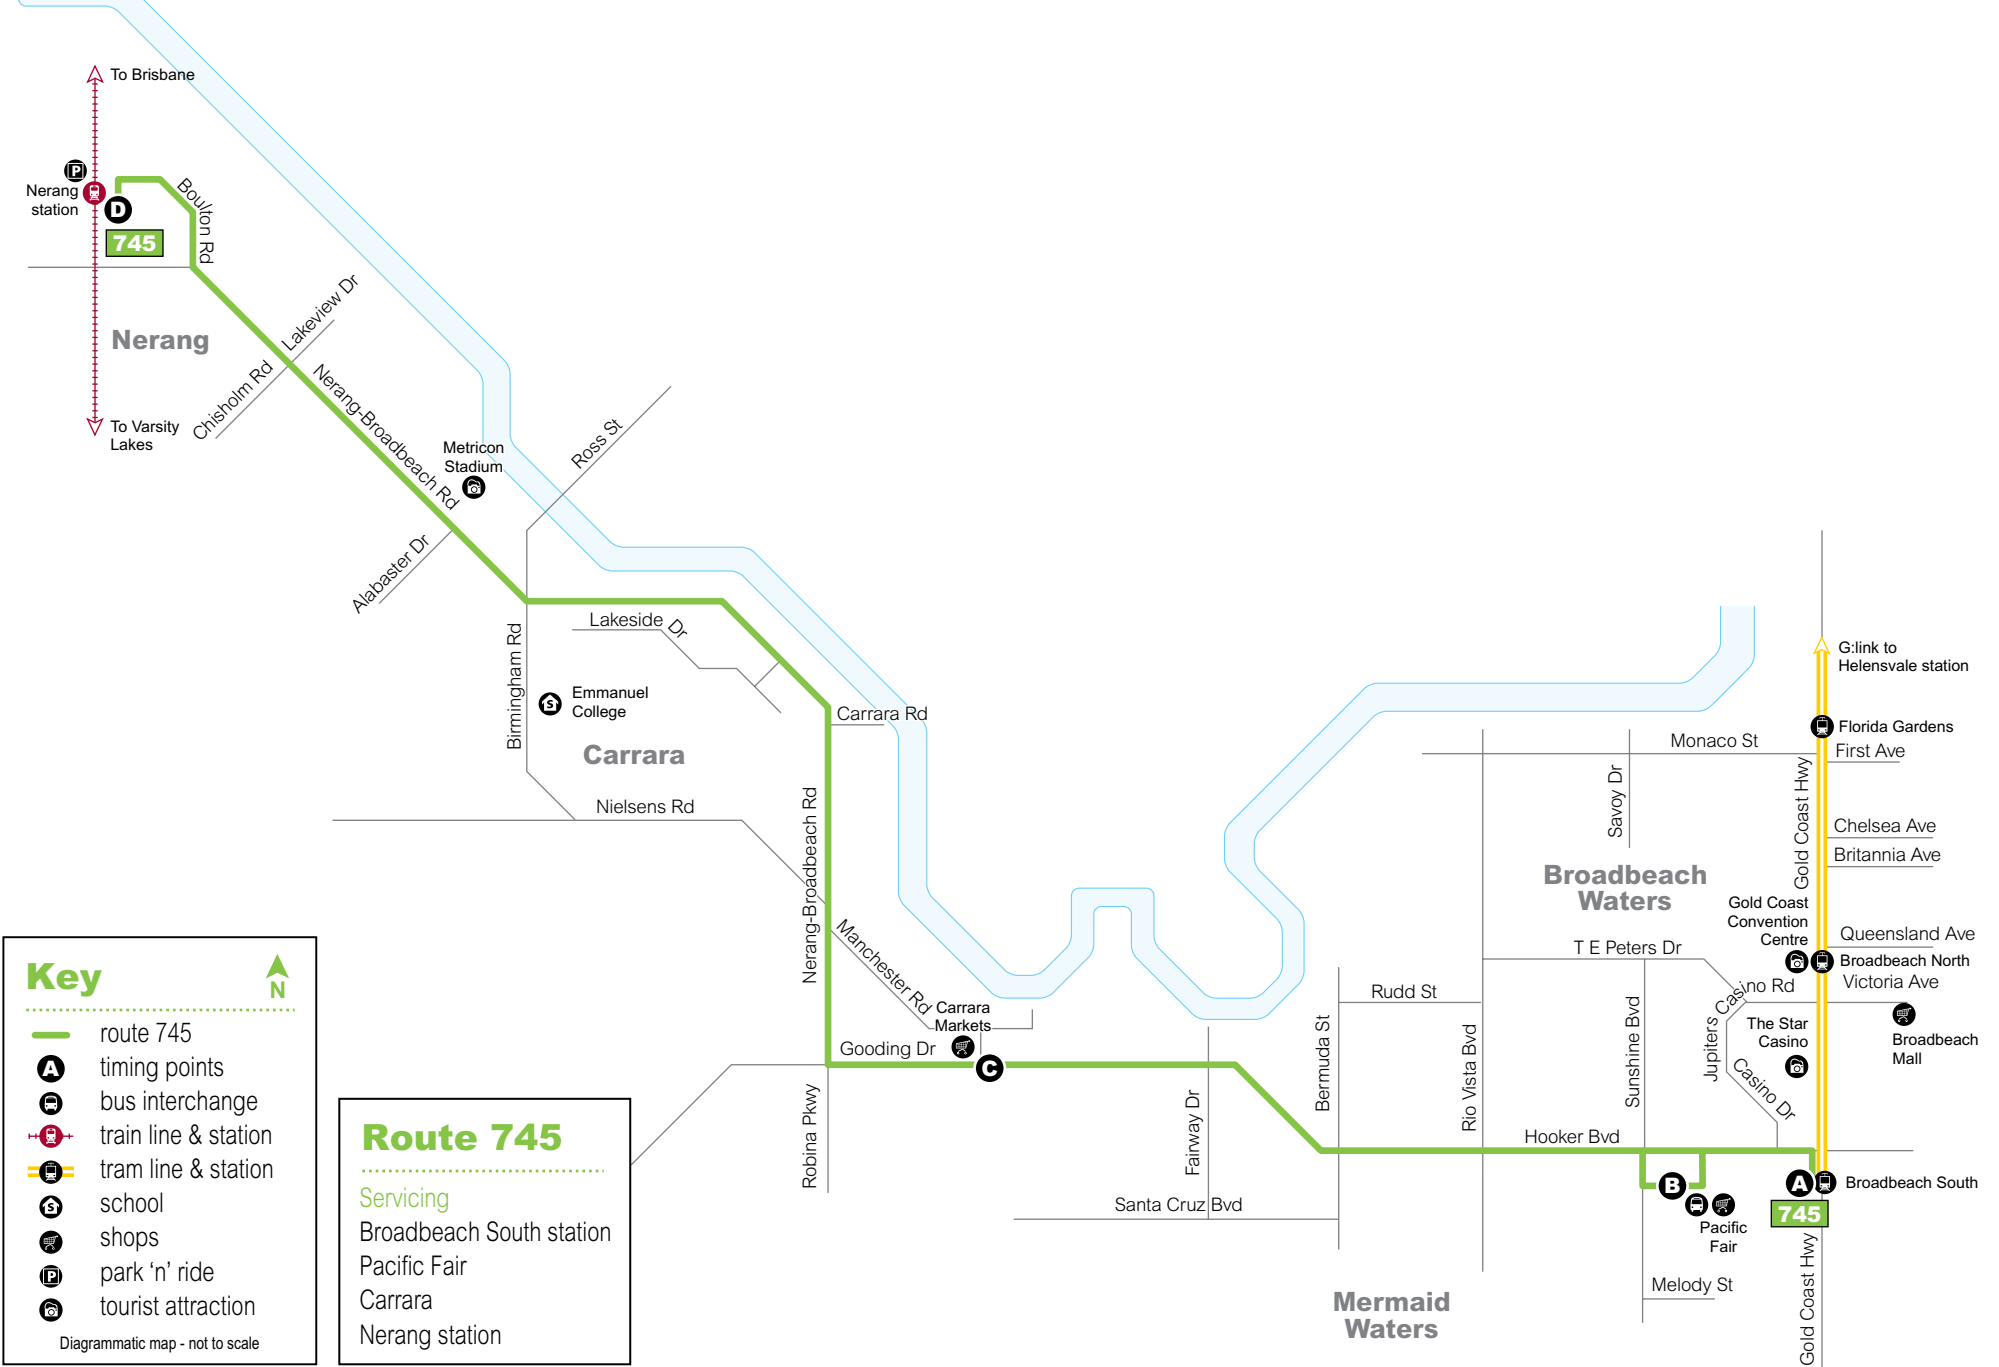 To Brisbane
P
Nerang
station
D
745
Boulton Rd
Nerang
To Varsity
Lakes
Chisholm Rd
Lakeview Dr
Nerang-Broadbeach Rd
Metricon
Stadium
Ross St
Alabaster Dr
Lakeside Dr
Birmingham Rd
S
Emmanuel
College
Carrara
Carrara Rd
Nielsens Rd
Nerang-Broadbeach Rd
Manchester Rd
Carrara
Markets
Gooding Dr
C
Robina Pkwy
Fairway Dr
Santa Cruz Bvd
Bermuda St
Rudd St
Rio Vista Bvd
Mermaid
Waters
Hooker Bvd
Sunshine Bvd
T E Peters Dr
Broadbeach
Waters
Savoy Dr
Monaco St
Gold Coast Hwy
G:link to
Helensvale station
Florida Gardens
First Ave
Chelsea Ave
Britannia Ave
Gold Coast
Convention
Centre
Queensland Ave
Broadbeach North
Victoria Ave
Casino Rd
Jupiters
The Star
Casino
Casino Dr
Broadbeach
Mall
B
Pacific
Fair
A
Broadbeach South
745
Melody St
Gold Coast Hwy
Key
N
route 745
A
timing points
bus interchange
train line & station
tram line & station
S
school
shops
P
park ‘n’ ride
tourist attraction
Diagrammatic map - not to scale
Route 745
Servicing
Broadbeach South station
Pacific Fair
Carrara
Nerang station